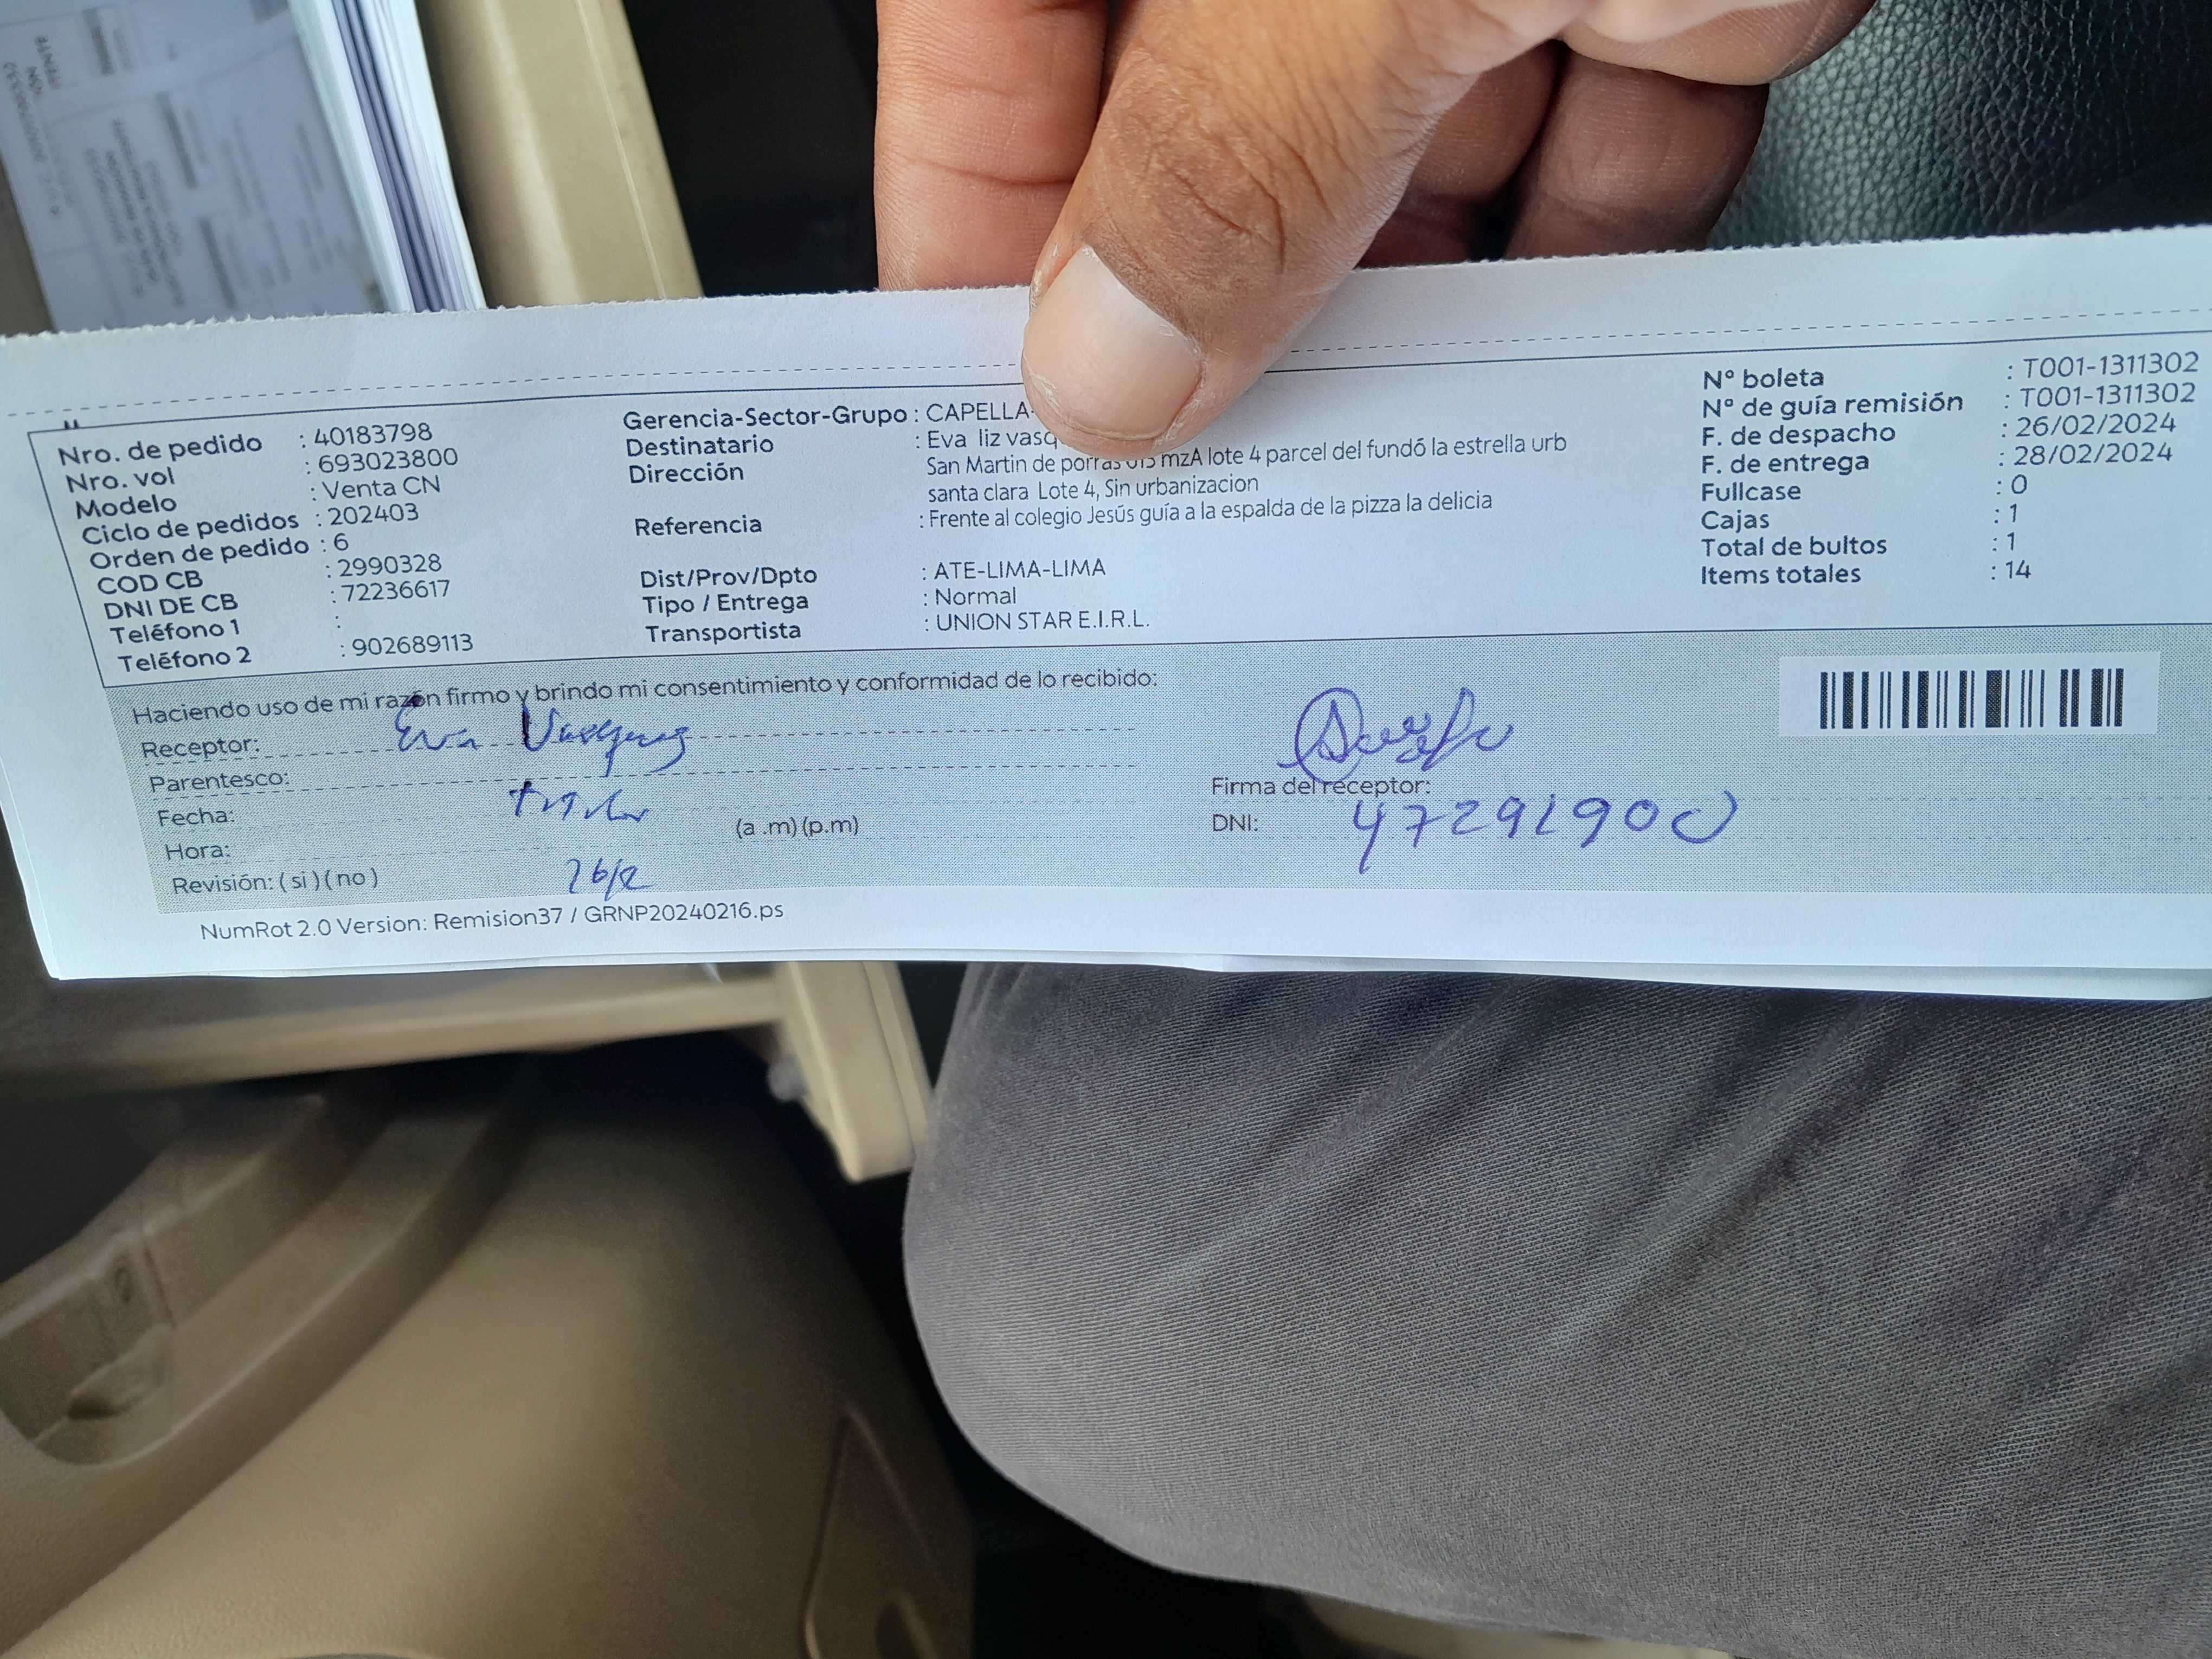 Nro. de pedido : 40183798
Nro. vol : 693023800
Modelo : Venta CN
Ciclo de pedidos : 202403
Orden de pedido : 6
COD CB : 2990328
DNI DE CB : 72236617
Teléfono 1 :
Teléfono 2 : 902689113
Gerencia-Sector-Grupo : CAPELLA-
Destinatario : Eva liz
Dirección
San Martin de porras 015 mzA lote 4 parcel del fundó la estrella urb
santa clara Lote 4, Sin urbanizacion
Referencia : Frente al colegio Jesús guía a la espalda de la pizza la delicia
Dist/Prov/Dpto : ATE-LIMA-LIMA
Tipo / Entrega : Normal
Transportista : UNION STAR E.I.R.L.
N° boleta : T001-1311302
N° de guía remisión : T001-1311302
F. de despacho : 26/02/2024
F. de entrega : 28/02/2024
Fullcase : 0
Cajas : 1
Total de bultos : 1
Items totales : 14
Haciendo uso de mi razón firmo y brindo mi consentimiento y conformidad de lo recibido:
Receptor: Eva Vasquez
Parentesco:
Fecha:
Hora: (a .m) (p.m)
Revisión: ( si ) ( no ) 26/2
Firma del receptor:
DNI: 47291900
NumRot 2.0 Version: Remision37 / GRNP20240216.ps